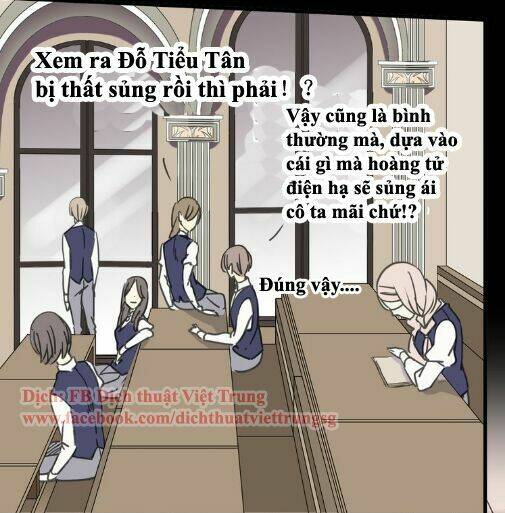 Xem ra Đỗ Tiểu Tân
bị thất sủng rồi thì phải! ?
Vậy cũng là bình
thường mà, dựa vào
cái gì mà hoàng tử
điện hạ sẽ sủng ái
cô ta mãi chứ!?
Đúng vậy....
Dịch: FB Dịch thuật Việt Trung
www.facebook.com/dichthuatviettrungsg